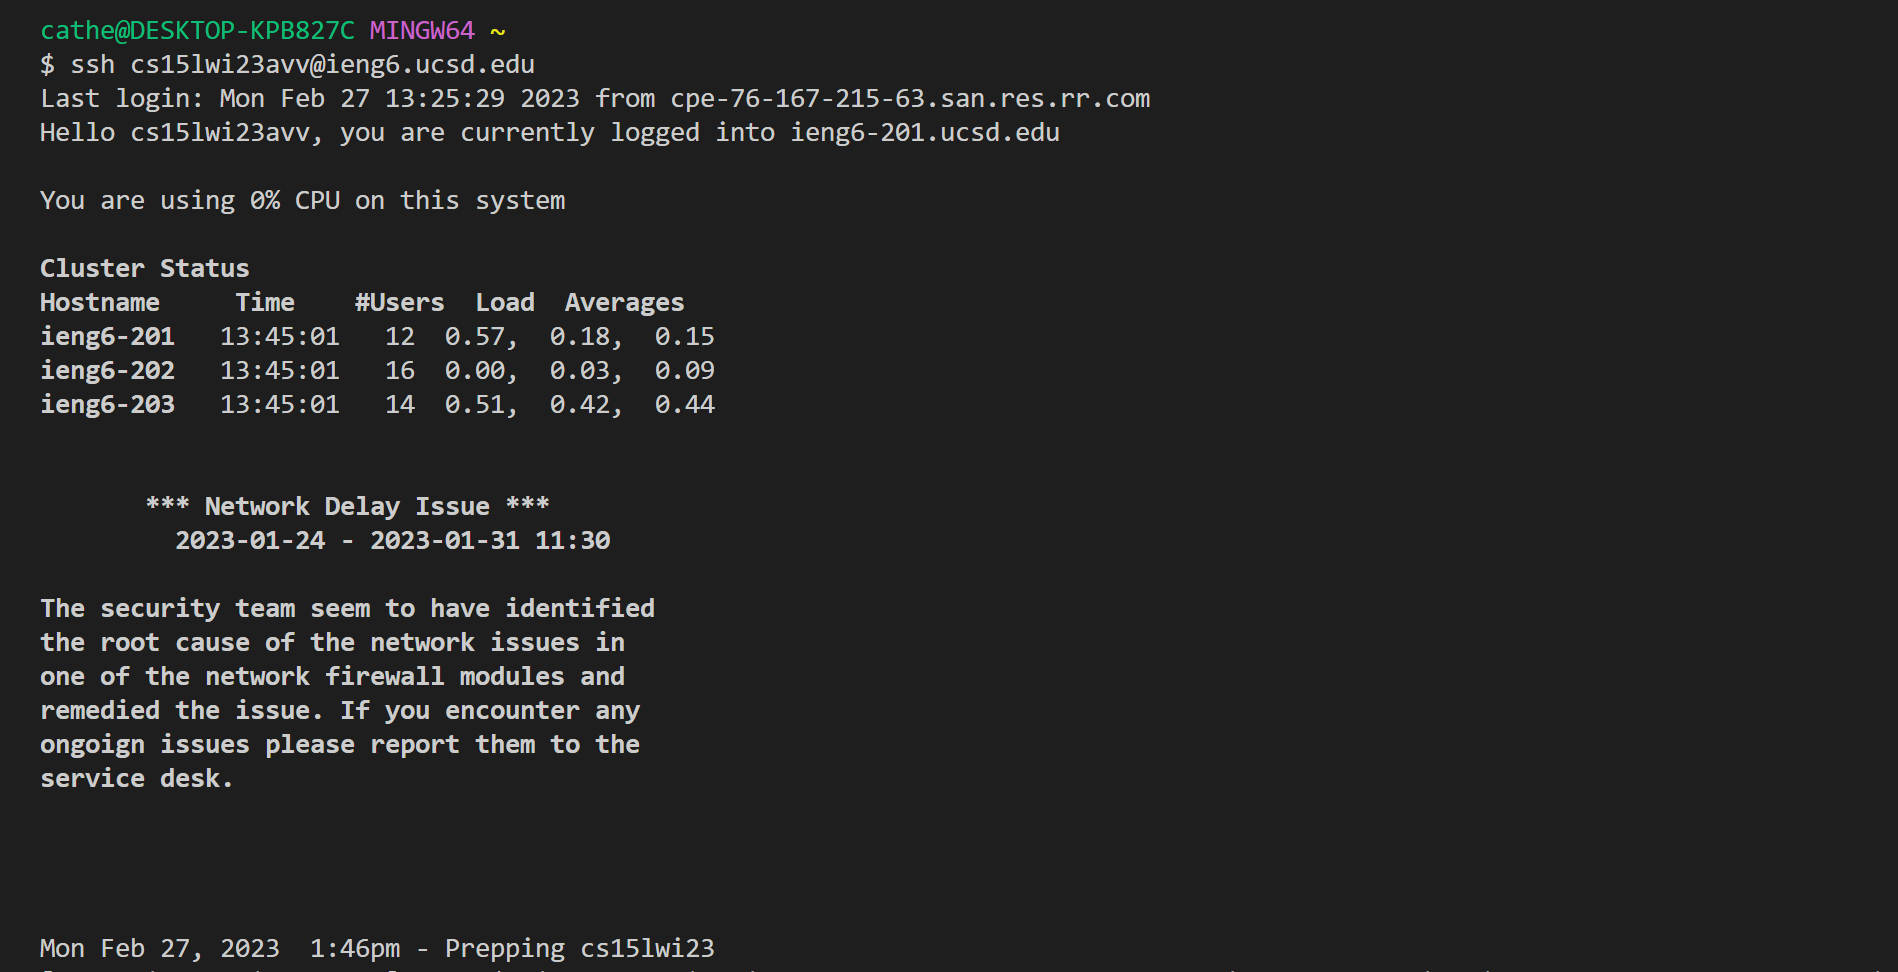 cathe@DESKTOP-KPB827C MINGW64 ~
$ ssh cs15lwi23avv@ieng6.ucsd.edu
Last login: Mon Feb 27 13:25:29 2023 from cpe-76-167-215-63.san.res.rr.com
Hello cs15lwi23avv, you are currently logged into ieng6-201.ucsd.edu
You are using 0% CPU on this system
Cluster Status
Hostname     Time    #Users  Load  Averages
ieng6-201   13:45:01   12  0.57,  0.18,  0.15
ieng6-202   13:45:01   16  0.00,  0.03,  0.09
ieng6-203   13:45:01   14  0.51,  0.42,  0.44
*** Network Delay Issue ***
2023-01-24 - 2023-01-31 11:30
The security team seem to have identified
the root cause of the network issues in
one of the network firewall modules and
remedied the issue. If you encounter any
ongoign issues please report them to the
service desk.
Mon Feb 27, 2023  1:46pm - Prepping cs15lwi23